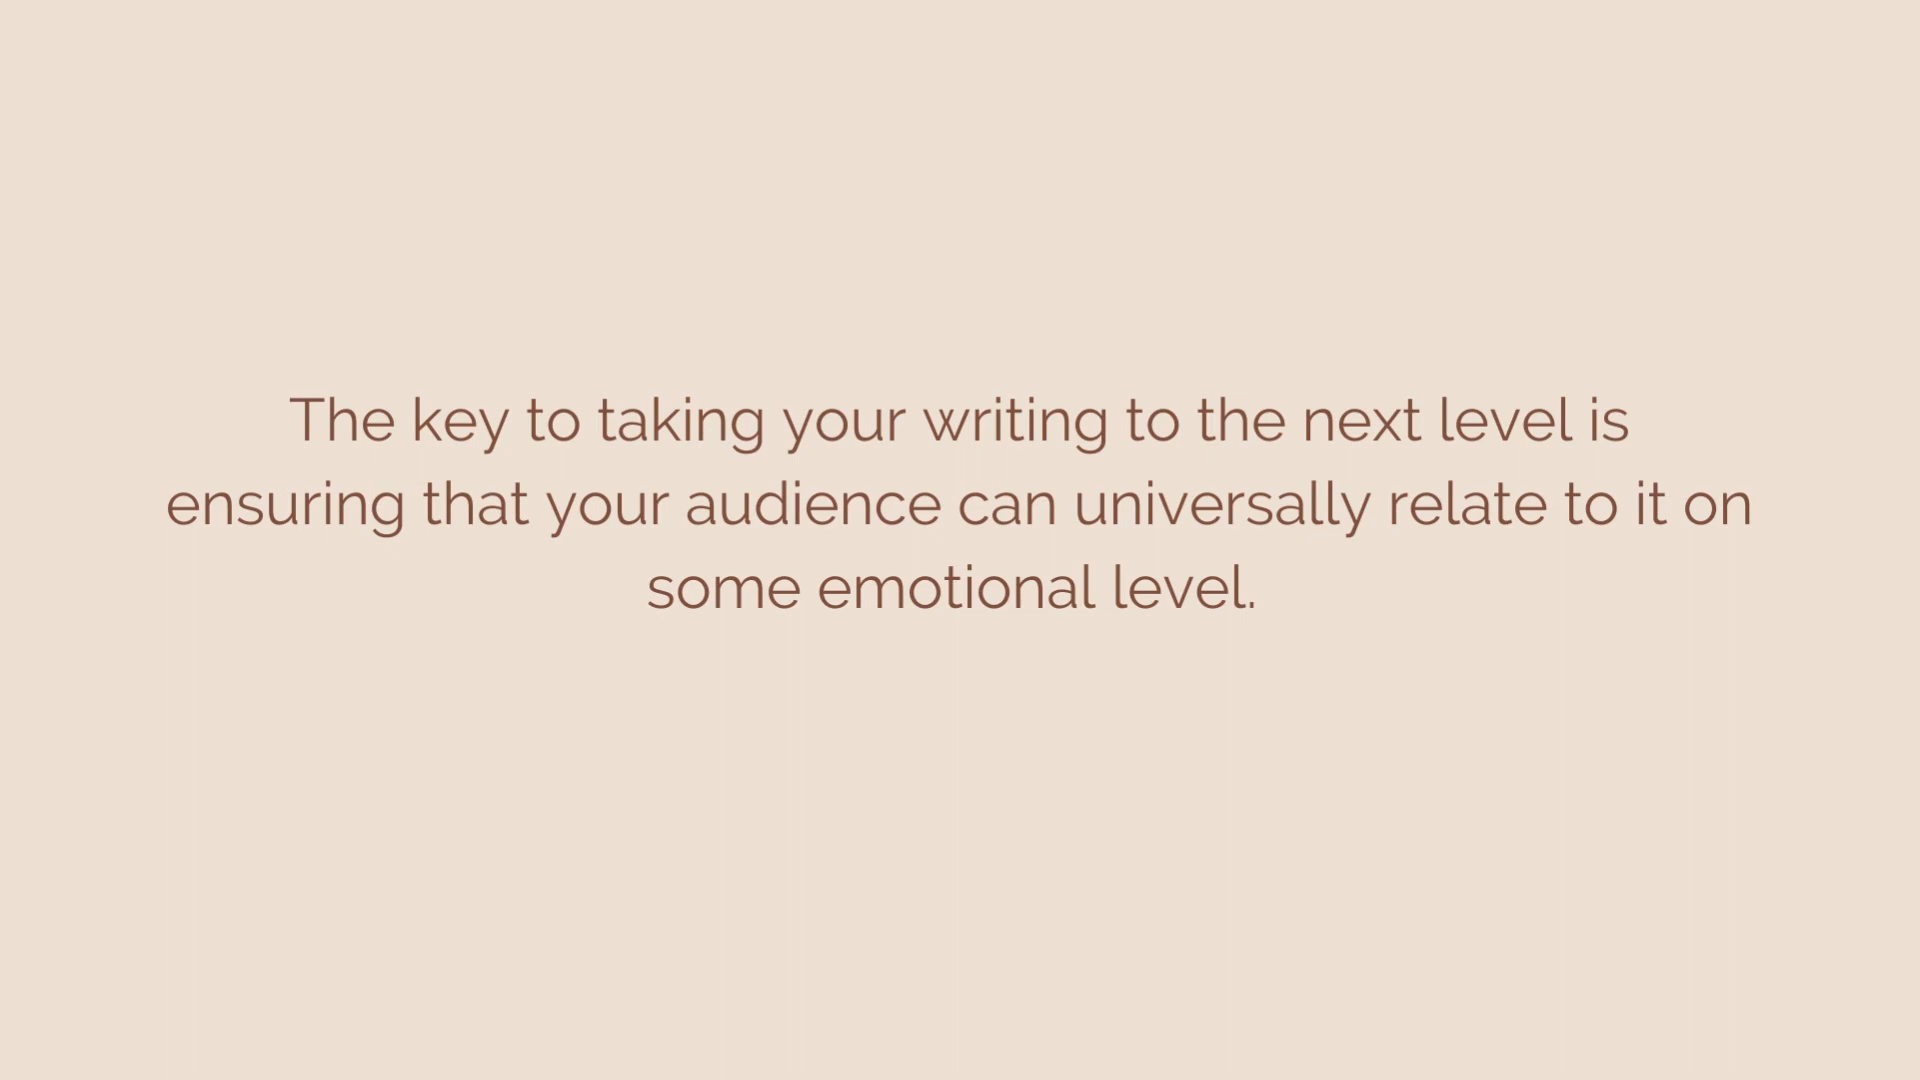 The key to taking your writing to the next level is
ensuring that your audience can universally relate to it on
some emotional level.